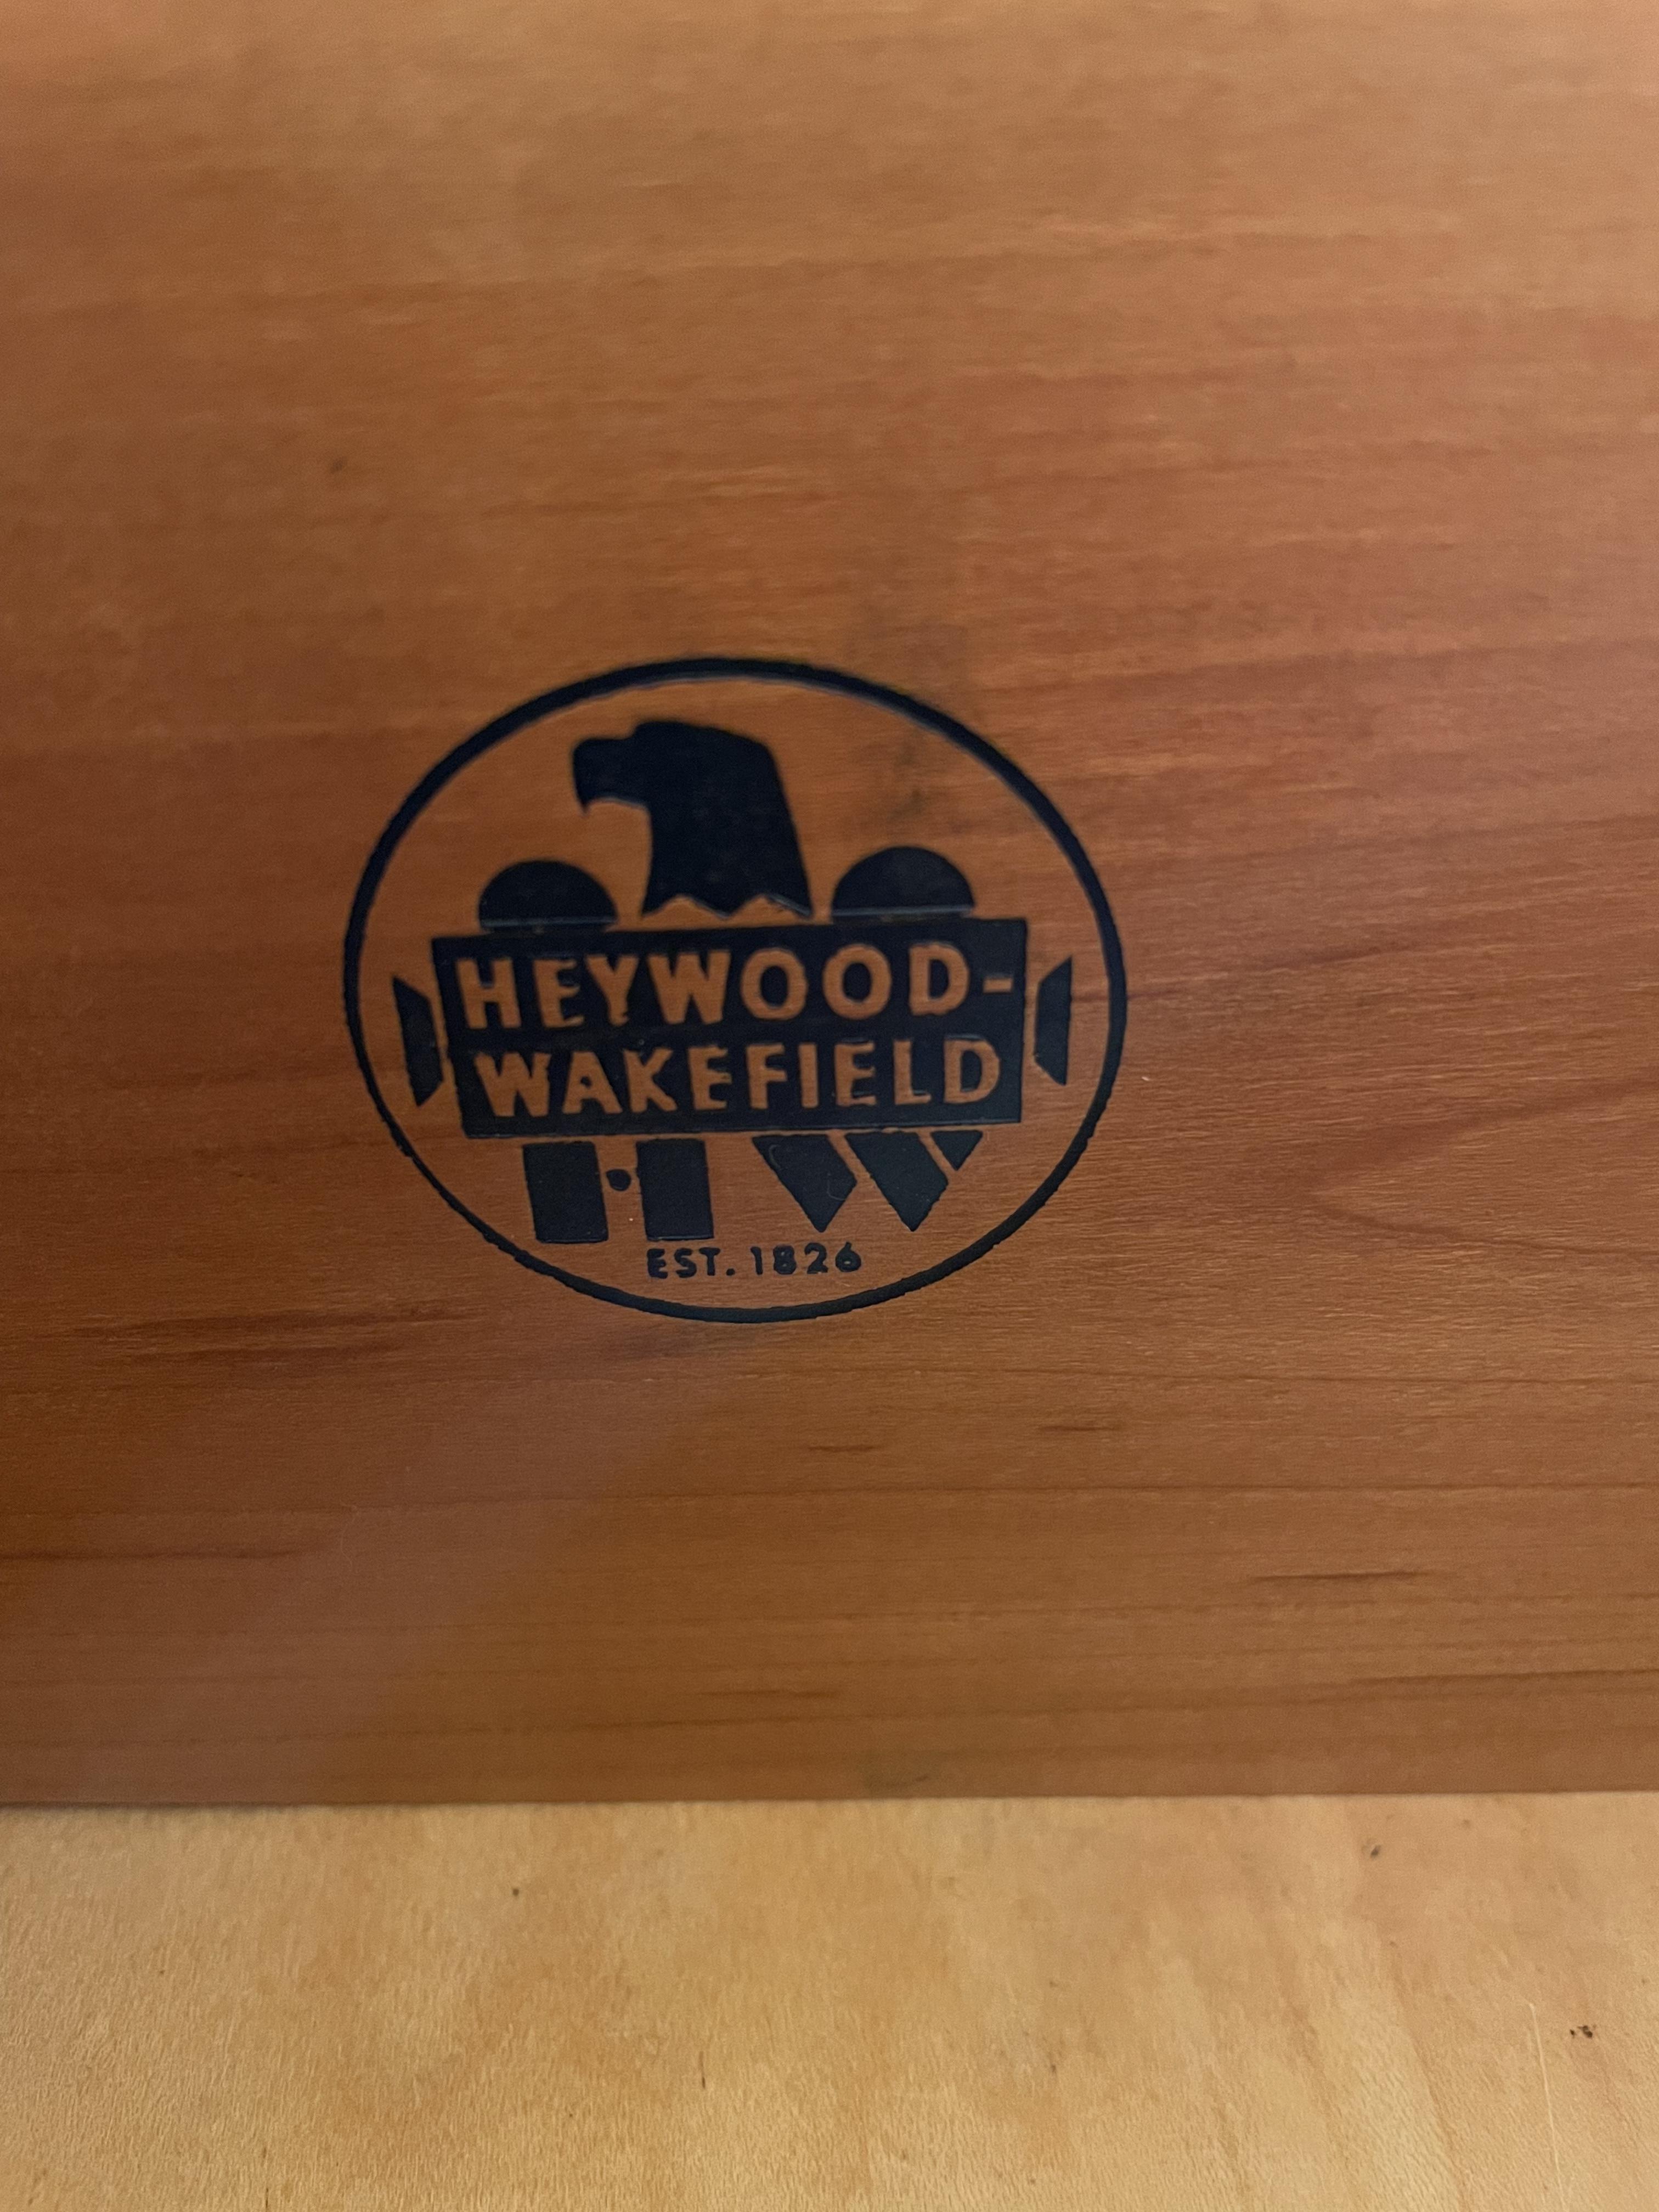 HEYWOOD-
WAKEFIELD
H W
EST. 1826